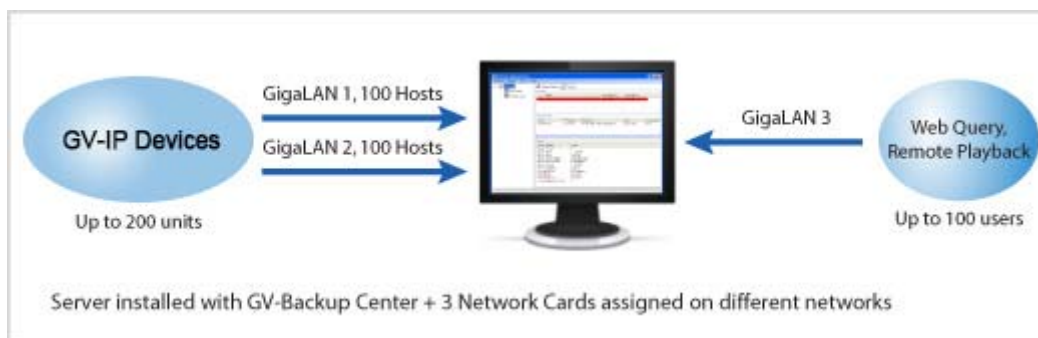 GV-IP Devices
Up to 200 units
GigaLAN 1, 100 Hosts
GigaLAN 2, 100 Hosts
GigaLAN 3
Web Query,
Remote Playback
Up to 100 users
Server installed with GV-Backup Center + 3 Network Cards assigned on different networks